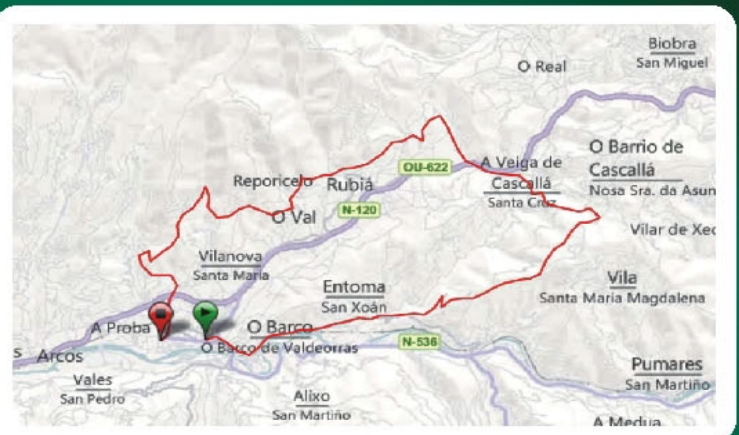 Biobra
San Miguel
O Real
O Barrio de
Cascallá
Nosa Sra. da Asun
OU-622
A Veiga de
Cascallá
Santa Cruz
Reporicelo
Rubiá
O Val
N-120
Vilar de Xec
Vilanova
Santa María
Entoma
San Xoán
Vila
Santa María Magdalena
A Proba
O Barco
O Barco de Valdeorras
N-536
s
Arcos
Vales
San Pedro
Alixo
San Martiño
Pumares
San Martiño
A Medua